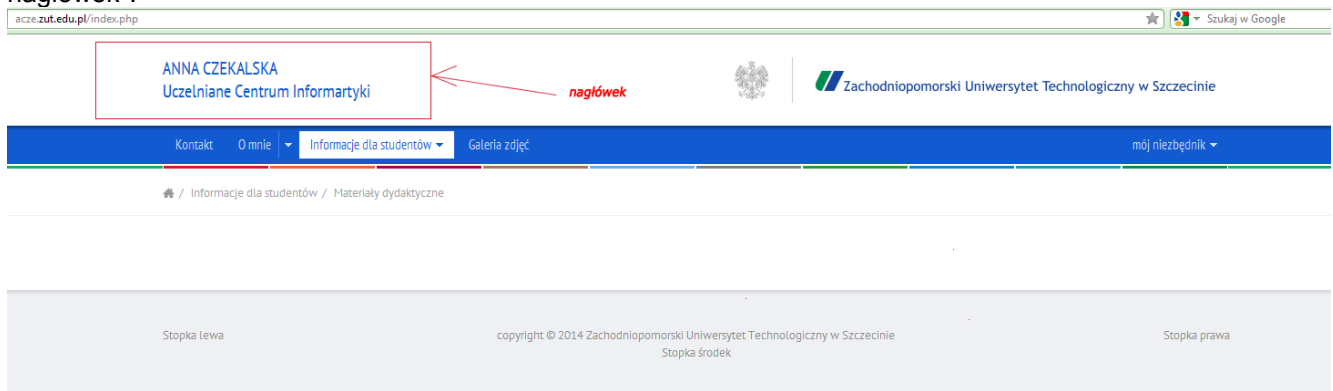 acze.zut.edu.pl/index.php Szukaj w Google
ANNA CZEKALSKA
Uczelniane Centrum Informartyki
nagłówek
Zachodniopomorski Uniwersytet Technologiczny w Szczecinie
Kontakt O mnie Informacje dla studentów Galeria zdjęć mój niezbędnik
/ Informacje dla studentów / Materiały dydaktyczne
Stopka lewa copyright © 2014 Zachodniopomorski Uniwersytet Technologiczny w Szczecinie Stopka prawa
Stopka środek